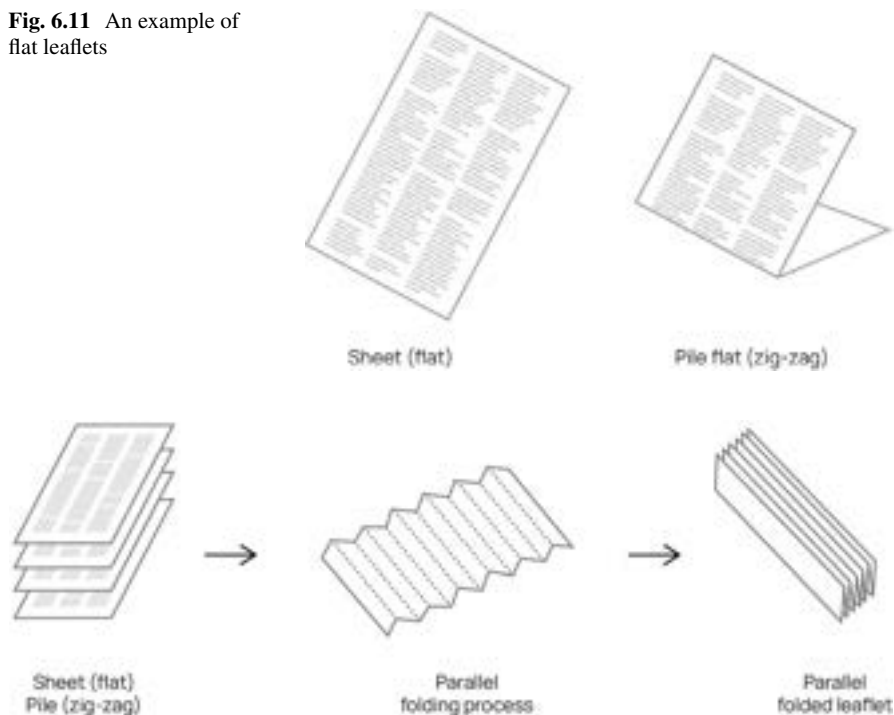 Fig. 6.11 An example of
flat leaflets
Sheet (flat)
Pile flat (zig-zag)
Sheet (flat)
Pile (zig-zag)
Parallel
folding process
Parallel
folded leaflet